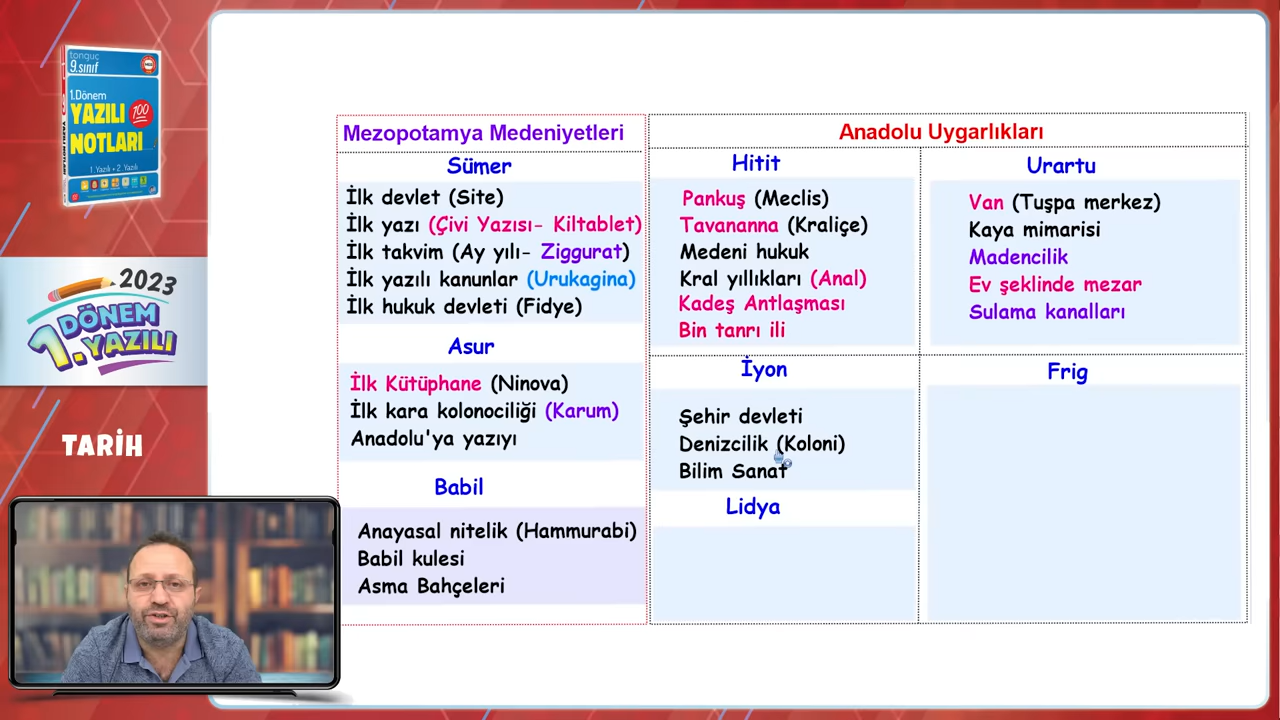 tonguç
9.sınıf
1.Dönem
YAZILI
100
NOTLARI
1.Yazılı • 2.Yazılı
2023
1. DÖNEM
YAZILI
TARİH
Mezopotamya Medeniyetleri
Sümer
İlk devlet (Site)
İlk yazı (Çivi Yazısı- Kiltablet)
İlk takvim (Ay yılı- Ziggurat)
İlk yazılı kanunlar (Urukagina)
İlk hukuk devleti (Fidye)
Asur
İlk Kütüphane (Ninova)
İlk kara kolonociliği (Karum)
Anadolu'ya yazıyı
Babil
Anayasal nitelik (Hammurabi)
Babil kulesi
Asma Bahçeleri
Anadolu Uygarlıkları
Hitit
Pankuş (Meclis)
Tavananna (Kraliçe)
Medeni hukuk
Kral yıllıkları (Anal)
Kadeş Antlaşması
Bin tanrı ili
Urartu
Van (Tuşpa merkez)
Kaya mimarisi
Madencilik
Ev şeklinde mezar
Sulama kanalları
İyon
Şehir devleti
Denizcilik (Koloni)
Bilim Sanat
Lidya
Frig